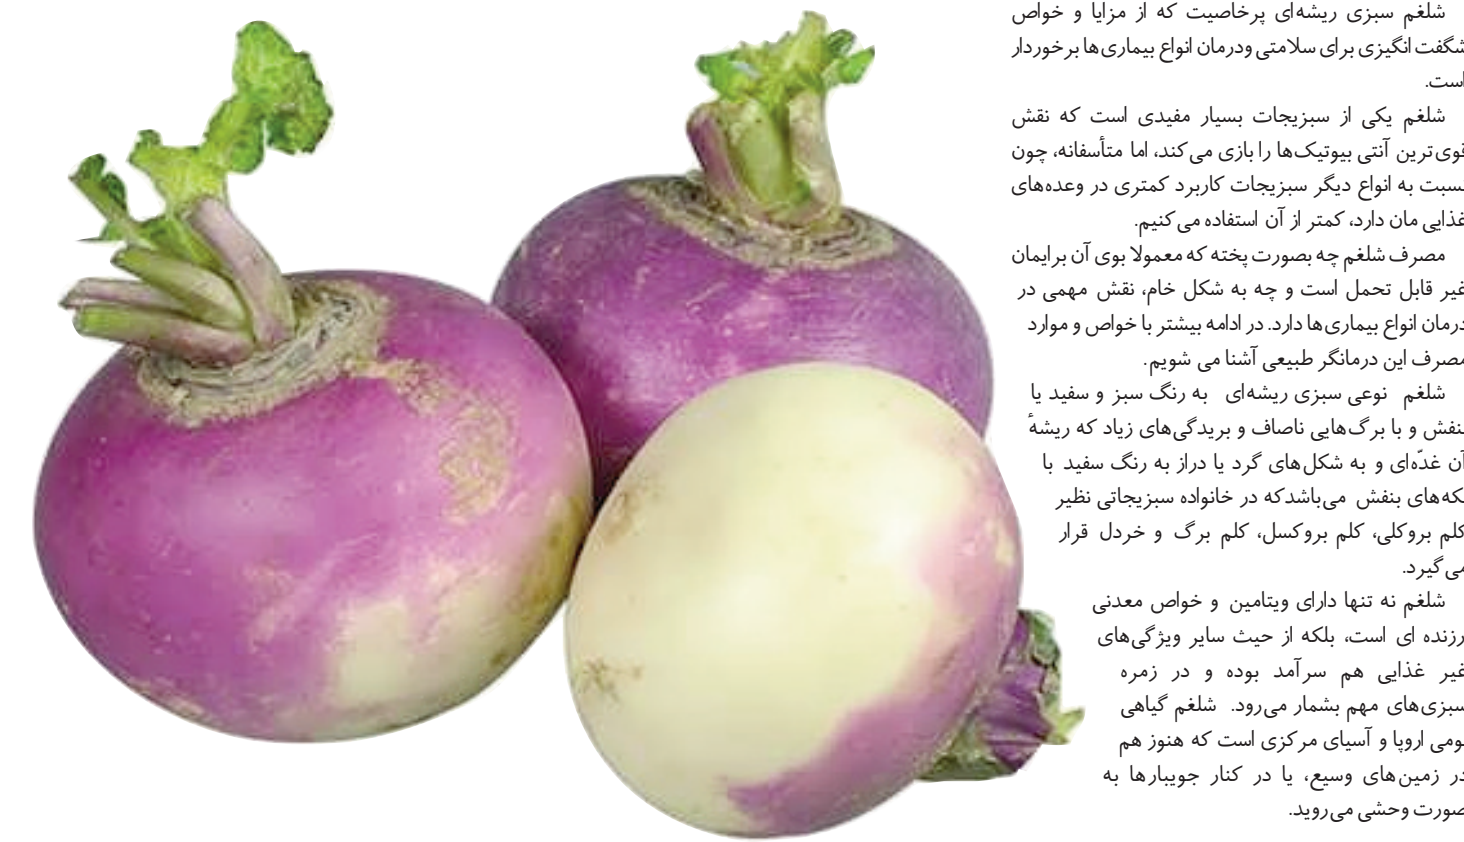 شلغم سبزی ریشه‌ای پرخاصیت که از مزایا و خواص
شگفت انگیزی برای سلامتی ودرمان انواع بیماری‌ها برخوردار
است.
شلغم یکی از سبزیجات بسیار مفیدی است که نقش
قوی‌ترین آنتی بیوتیک‌ها را بازی می‌کند، اما متأسفانه، چون
نسبت به انواع دیگر سبزیجات کاربرد کمتری در وعده‌های
غذایی مان دارد، کمتر از آن استفاده می‌کنیم.
مصرف شلغم چه بصورت پخته که معمولا بوی آن برایمان
غیر قابل تحمل است و چه به شکل خام، نقش مهمی در
درمان انواع بیماری‌ها دارد. در ادامه بیشتر با خواص و موارد
مصرف این درمانگر طبیعی آشنا می شویم.
شلغم نوعی سبزی ریشه‌ای به رنگ سبز و سفید یا
بنفش و با برگ‌هایی ناصاف و بریدگی‌های زیاد که ریشهٔ
آن غدّه‌ای و به شکل‌های گرد یا دراز به رنگ سفید با
لکه‌های بنفش می‌باشدکه در خانواده سبزیجاتی نظیر
کلم بروکلی، کلم بروکسل، کلم برگ و خردل قرار
می‌گیرد.
شلغم نه تنها دارای ویتامین و خواص معدنی
ارزنده ای است، بلکه از حیث سایر ویژگی‌های
غیر غذایی هم سرآمد بوده و در زمره
سبزی‌های مهم بشمار می‌رود. شلغم گیاهی
بومی اروپا و آسیای مرکزی است که هنوز هم
در زمین‌های وسیع، یا در کنار جویبارها به
صورت وحشی می‌روید.